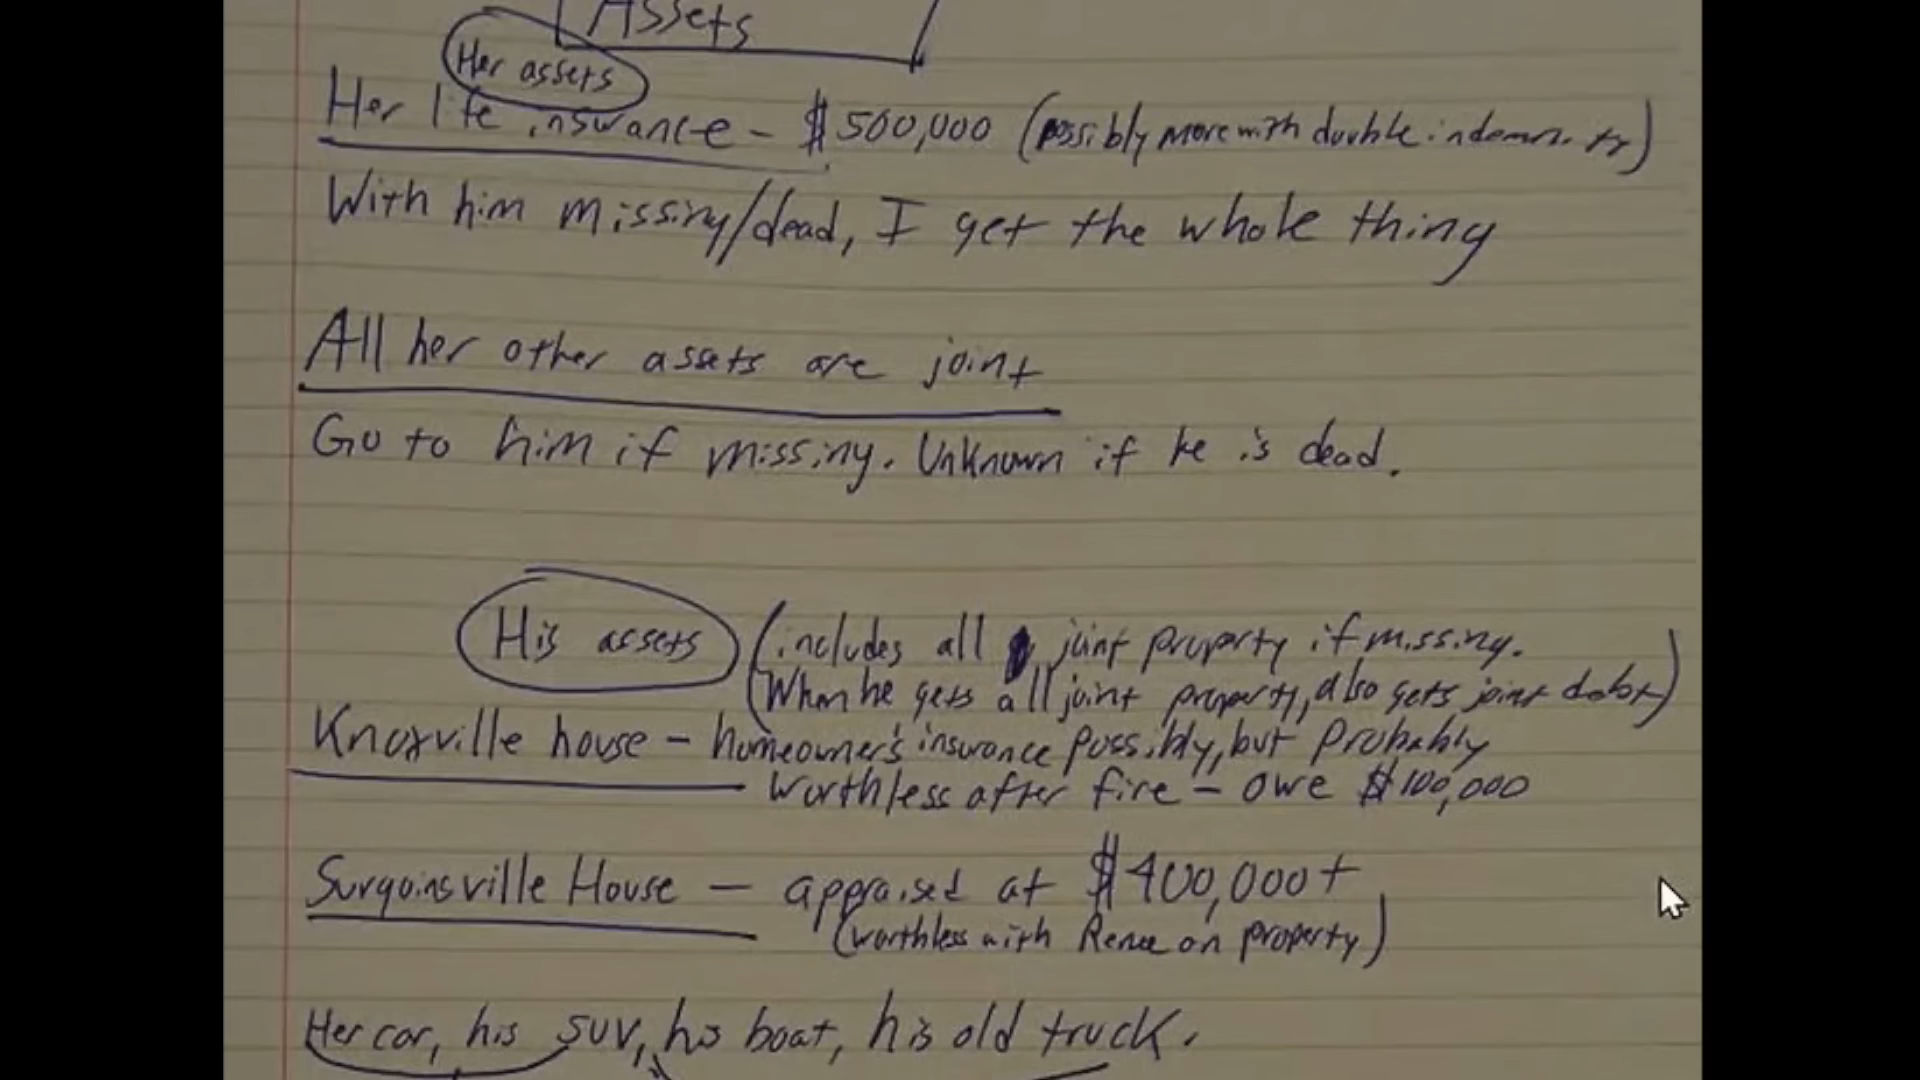 Assets
Her assets
Her life insurance - $500,000 (possibly more with double indemnity)
With him missing/dead, I get the whole thing
All her other assets are joint
Go to him if missing. Unknown if he is dead.
His assets (includes all joint property if missing.
When he gets all joint property, also gets joint debt)
Knoxville house - homeowner's insurance possibly, but probably
worthless after fire - owe $100,000
Surgoinsville House - appraised at $400,000+
(worthless with Renee on property)
Her car, his SUV, his boat, his old truck.